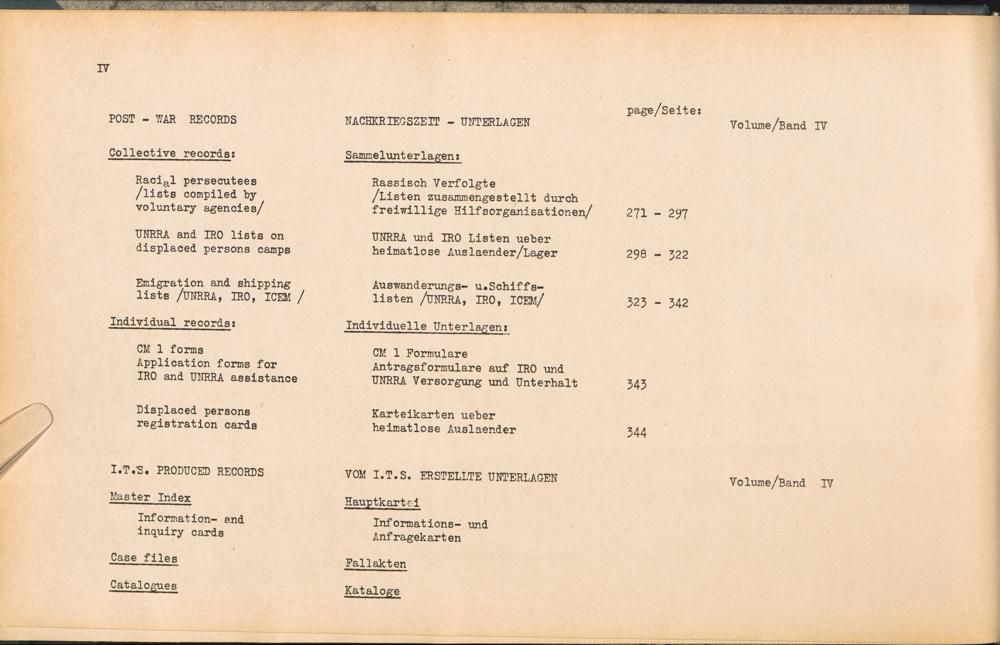 IV
page/Seite:
POST - WAR RECORDS
NACHKRIEGSZEIT - UNTERLAGEN
Volume/Band IV
Collective records:
Sammelunterlagen:
Racial persecutees
/lists compiled by
voluntary agencies/
Rassisch Verfolgte
/Listen zusammengestellt durch
freiwillige Hilfsorganisationen/
271 - 297
UNRRA and IRO lists on
displaced persons camps
UNRRA und IRO Listen ueber
heimatlose Auslaender/Lager
298 - 322
Emigration and shipping
lists /UNRRA, IRO, ICEM /
Auswanderungs- u.Schiffs-
listen /UNRRA, IRO, ICEM/
323 - 342
Individual records:
Individuelle Unterlagen:
CM 1 forms
Application forms for
IRO and UNRRA assistance
CM 1 Formulare
Antragsformulare auf IRO und
UNRRA Versorgung und Unterhalt
343
Displaced persons
registration cards
Karteikarten ueber
heimatlose Auslaender
344
I.T.S. PRODUCED RECORDS
VOM I.T.S. ERSTELLTE UNTERLAGEN
Volume/Band IV
Master Index
Hauptkartei
Information- and
inquiry cards
Informations- und
Anfragekarten
Case files
Fallakten
Catalogues
Kataloge